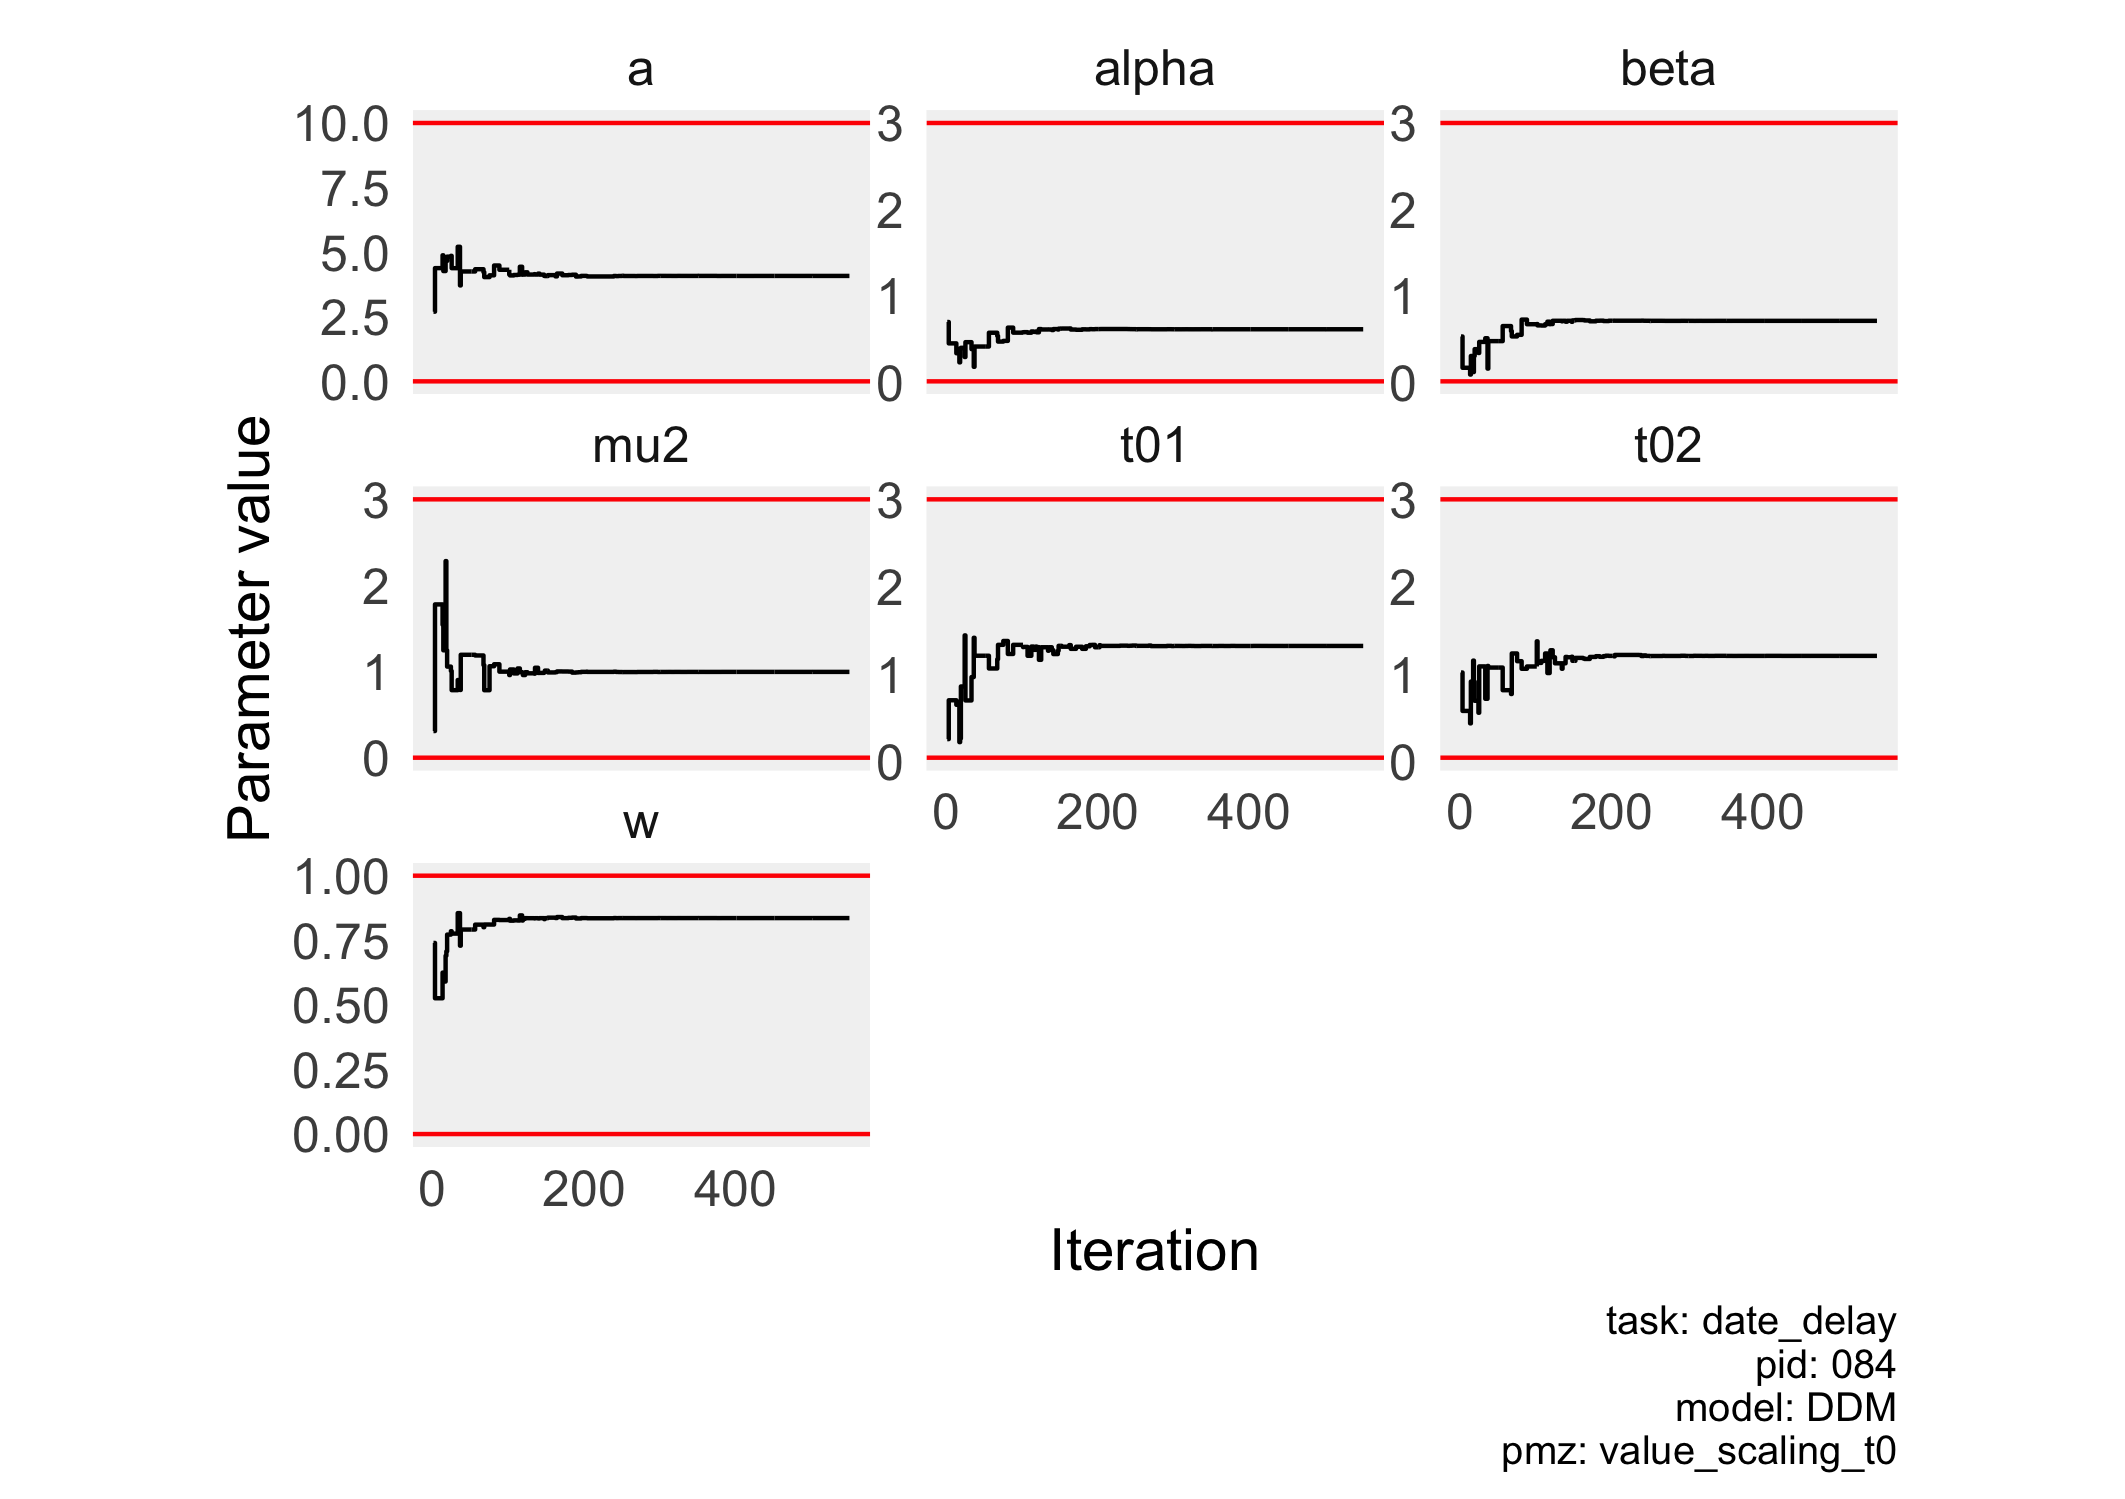 a alpha beta
10.0 3 3
7.5
2 2
5.0
1 1
2.5
0.0 0 0
mu2 t01 t02
3 3 3
2 2 2
1 1 1
0 0 0
0 200 400 0 200 400
w
1.00
0.75
0.50
0.25
0.00
0 200 400
Parameter value
Iteration
task: date_delay
pid: 084
model: DDM
pmz: value_scaling_t0